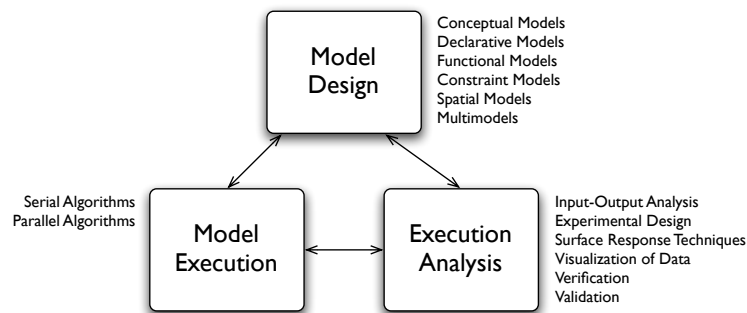 Model
Design
Conceptual Models
Declarative Models
Functional Models
Constraint Models
Spatial Models
Multimodels
Serial Algorithms
Parallel Algorithms
Model
Execution
Execution
Analysis
Input-Output Analysis
Experimental Design
Surface Response Techniques
Visualization of Data
Verification
Validation